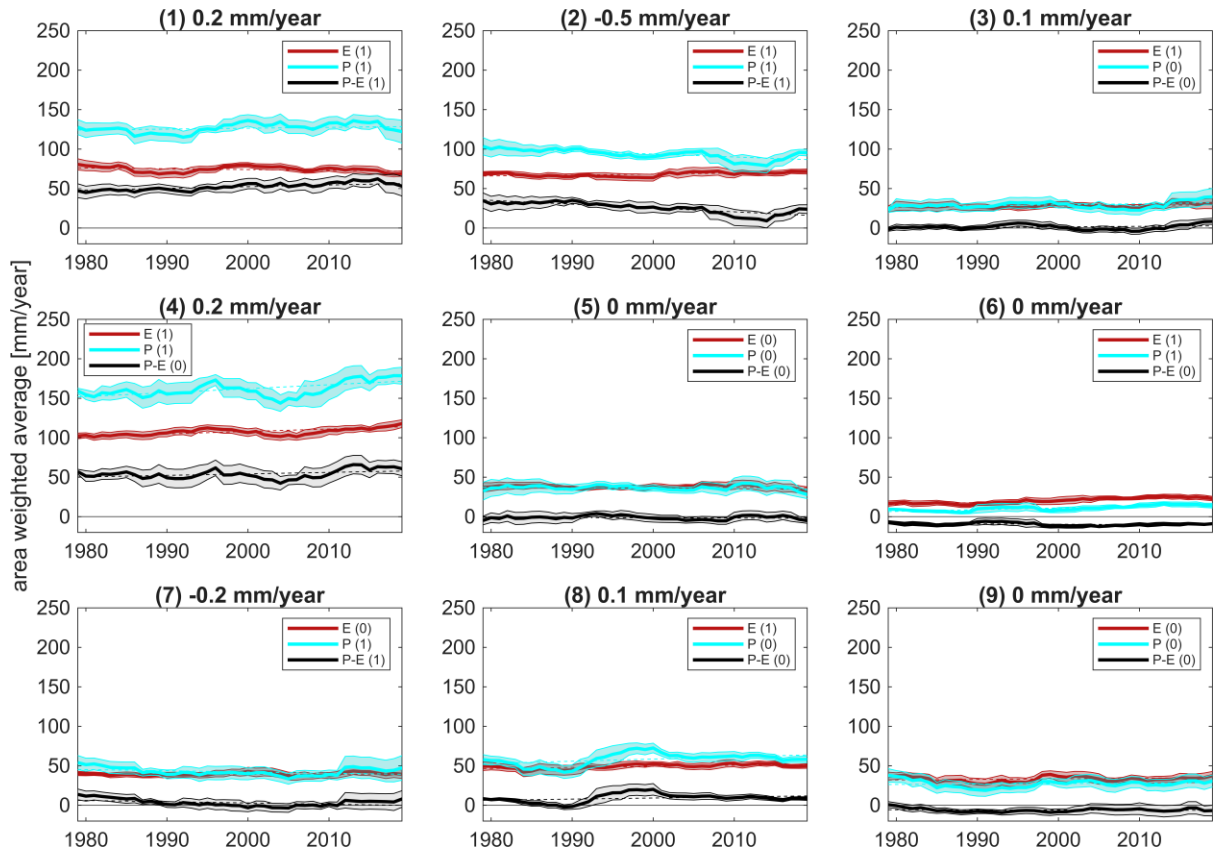 area weighted average [mm/year]
(1) 0.2 mm/year
250
200
150
100
50
0
1980 1990 2000 2010
E (1)
P (1)
P-E (1)
(2) -0.5 mm/year
250
200
150
100
50
0
1980 1990 2000 2010
E (1)
P (1)
P-E (1)
(3) 0.1 mm/year
250
200
150
100
50
0
1980 1990 2000 2010
E (1)
P (0)
P-E (0)
(4) 0.2 mm/year
250
200
150
100
50
0
1980 1990 2000 2010
E (1)
P (1)
P-E (0)
(5) 0 mm/year
250
200
150
100
50
0
1980 1990 2000 2010
E (0)
P (0)
P-E (0)
(6) 0 mm/year
250
200
150
100
50
0
1980 1990 2000 2010
E (1)
P (1)
P-E (0)
(7) -0.2 mm/year
250
200
150
100
50
0
1980 1990 2000 2010
E (0)
P (1)
P-E (1)
(8) 0.1 mm/year
250
200
150
100
50
0
1980 1990 2000 2010
E (1)
P (0)
P-E (0)
(9) 0 mm/year
250
200
150
100
50
0
1980 1990 2000 2010
E (0)
P (0)
P-E (0)